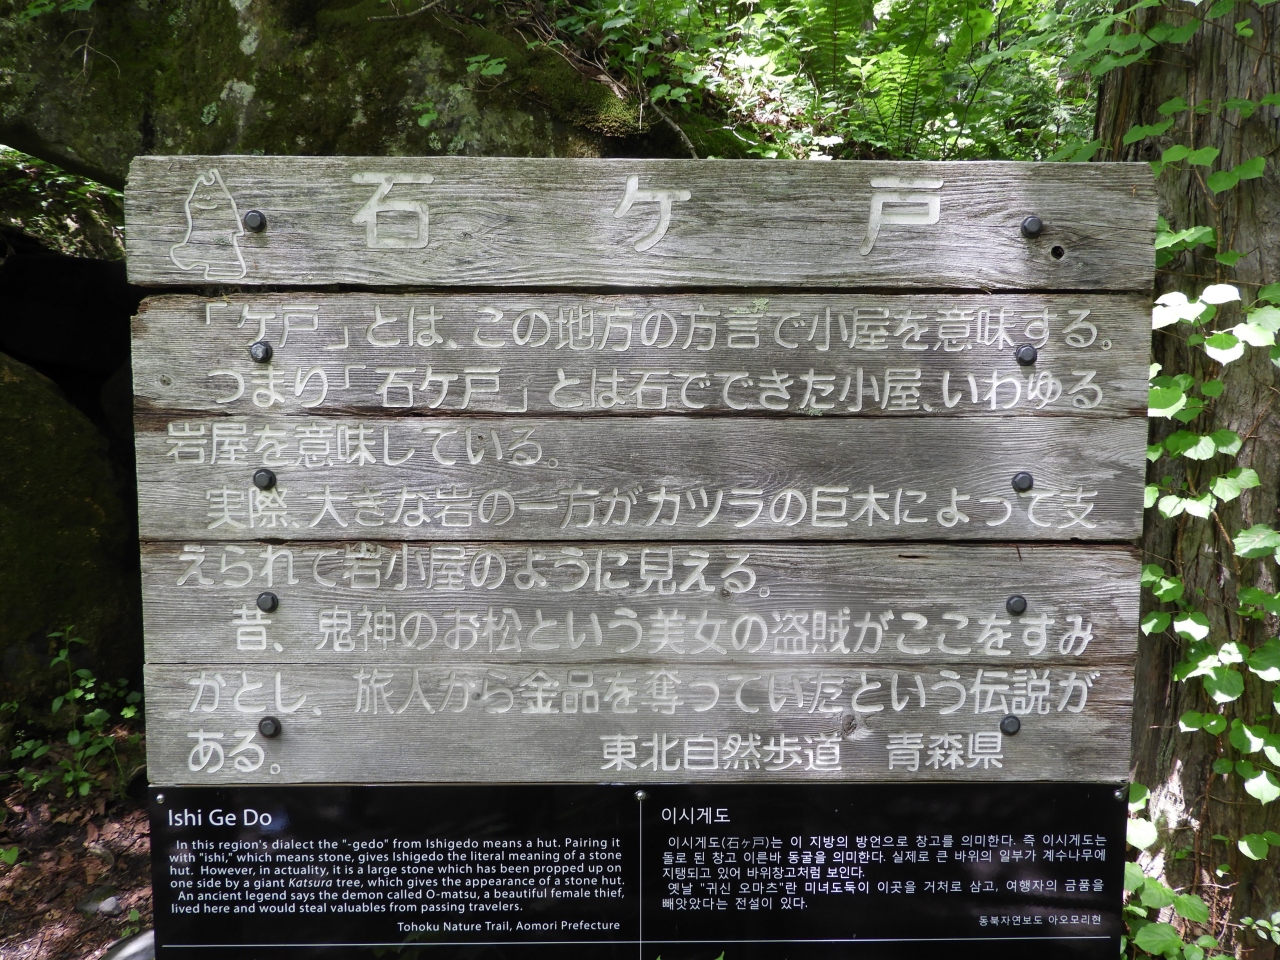 石ケ戸
「ケ戸」とは、この地方の方言で小屋を意味する。
つまり「石ケ戸」とは石でできた小屋、いわゆる
岩屋を意味している。
実際、大きな岩の一方がカツラの巨木によって支
えられて岩小屋のように見える。
昔、鬼神のお松という美女の盗賊がここをすみ
かとし、旅人から金品を奪っていたという伝説が
ある。
東北自然歩道 青森県
Ishi Ge Do
In this region's dialect the "-gedo" from Ishigedo means a hut. Pairing it
with "ishi," which means stone, gives Ishigedo the literal meaning of a stone
hut. However, in actuality, it is a large stone which has been propped up on
one side by a giant Katsura tree, which gives the appearance of a stone hut.
An ancient legend says the demon called O-matsu, a beautiful female thief,
lived here and would steal valuables from passing travelers.
Tohoku Nature Trail, Aomori Prefecture
이시게도
이시게도(石ヶ戸)는 이 지방의 방언으로 창고를 의미한다. 즉 이시게도는
돌로 된 창고 이른바 동굴을 의미한다. 실제로 큰 바위의 일부가 계수나무에
지탱되고 있어 바위창고처럼 보인다.
옛날 "귀신 오마츠"란 미녀도둑이 이곳을 거처로 삼고, 여행자의 금품을
빼앗았다는 전설이 있다.
동북자연보도 아오모리현